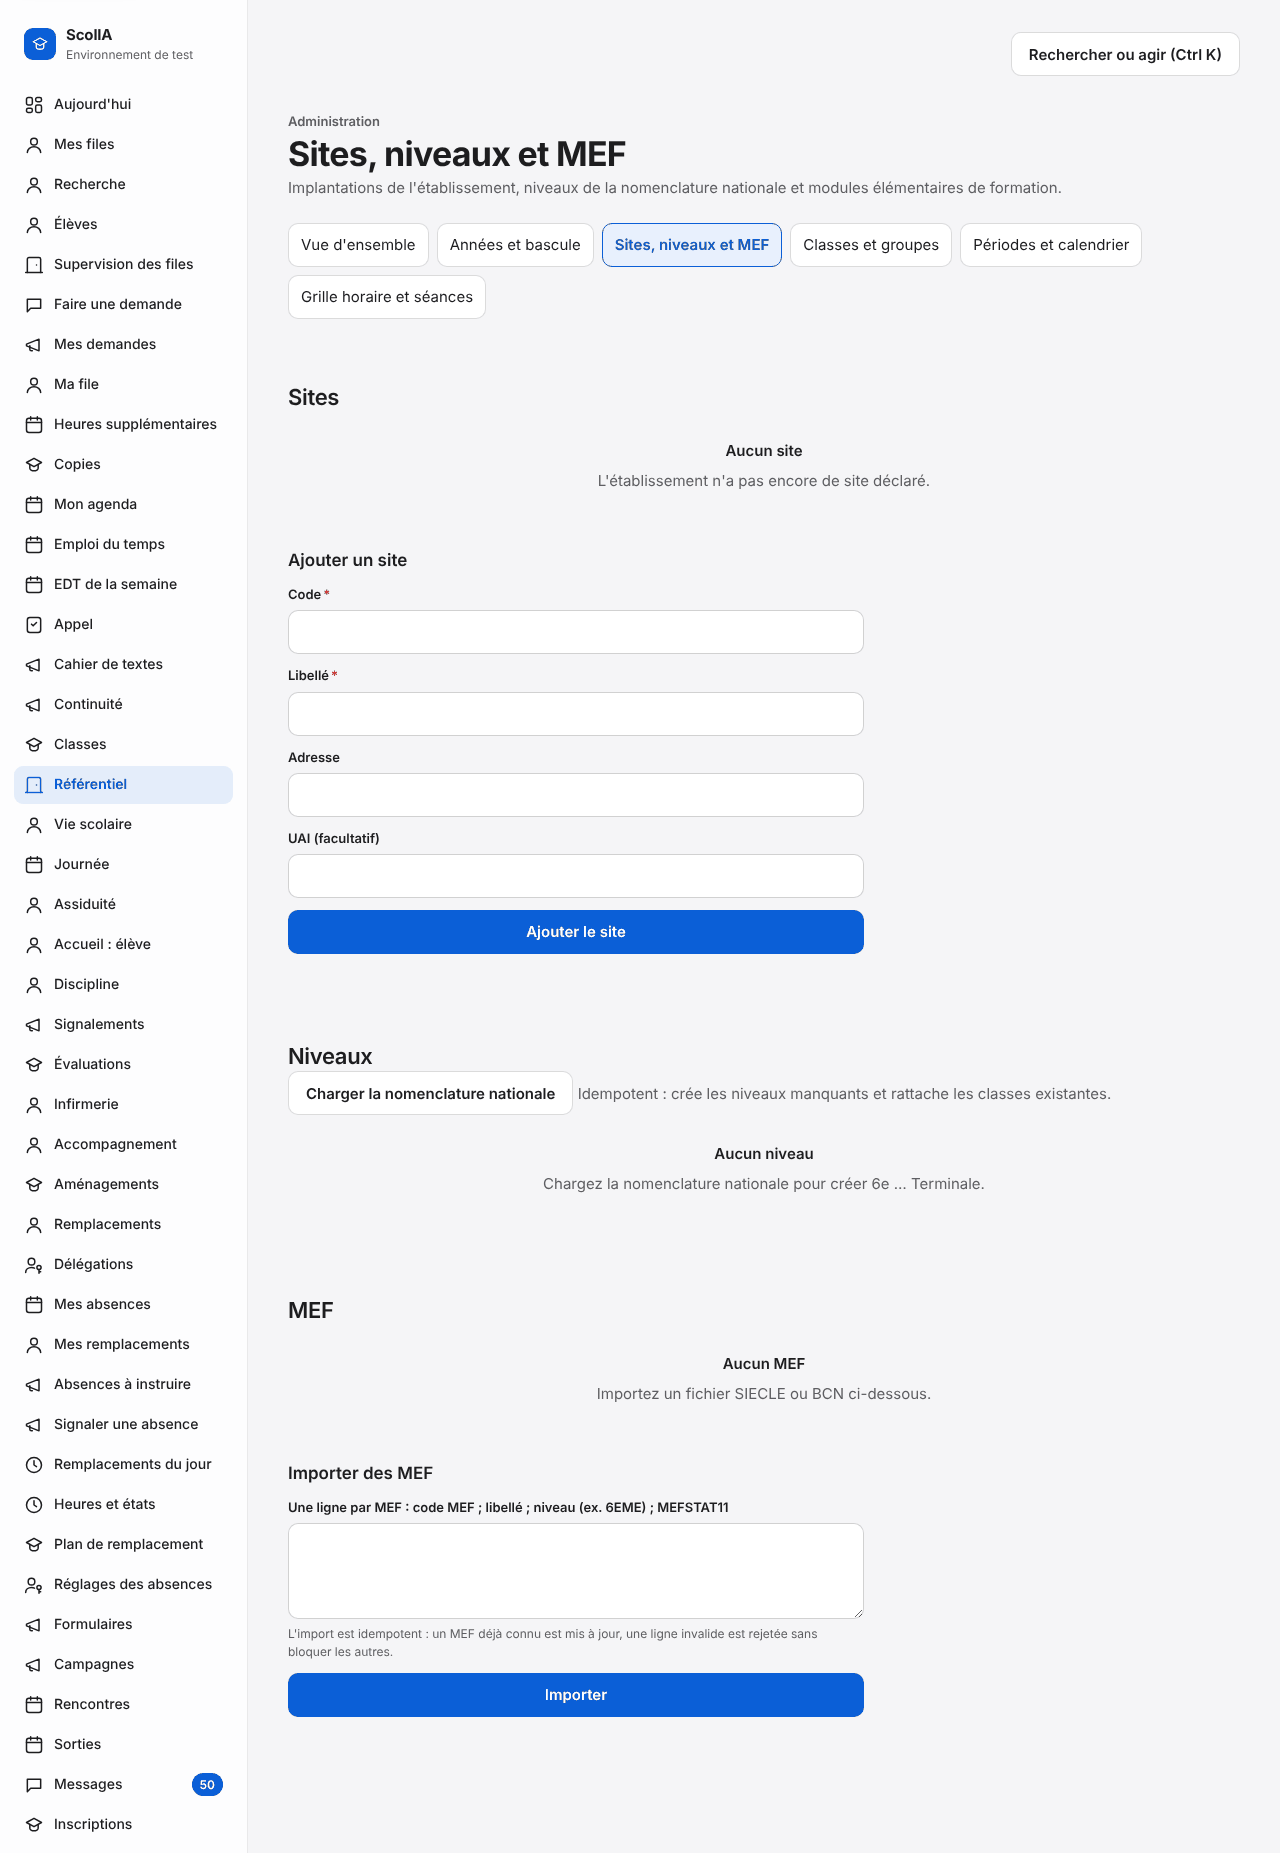 ScolIA
Environnement de test
Aujourd'hui
Mes files
Recherche
Élèves
Supervision des files
Faire une demande
Mes demandes
Ma file
Heures supplémentaires
Copies
Mon agenda
Emploi du temps
EDT de la semaine
Appel
Cahier de textes
Continuité
Classes
Référentiel
Vie scolaire
Journée
Assiduité
Accueil : élève
Discipline
Signalements
Évaluations
Infirmerie
Accompagnement
Aménagements
Remplacements
Délégations
Mes absences
Mes remplacements
Absences à instruire
Signaler une absence
Remplacements du jour
Heures et états
Plan de remplacement
Réglages des absences
Formulaires
Campagnes
Rencontres
Sorties
Messages 50
Inscriptions
Rechercher ou agir (Ctrl K)
Administration
Sites, niveaux et MEF
Implantations de l'établissement, niveaux de la nomenclature nationale et modules élémentaires de formation.
Vue d'ensemble Années et bascule Sites, niveaux et MEF Classes et groupes Périodes et calendrier
Grille horaire et séances
Sites
Aucun site
L'établissement n'a pas encore de site déclaré.
Ajouter un site
Code *
Libellé *
Adresse
UAI (facultatif)
Ajouter le site
Niveaux
Charger la nomenclature nationale Idempotent : crée les niveaux manquants et rattache les classes existantes.
Aucun niveau
Chargez la nomenclature nationale pour créer 6e … Terminale.
MEF
Aucun MEF
Importez un fichier SIECLE ou BCN ci-dessous.
Importer des MEF
Une ligne par MEF : code MEF ; libellé ; niveau (ex. 6EME) ; MEFSTAT11
L'import est idempotent : un MEF déjà connu est mis à jour, une ligne invalide est rejetée sans
bloquer les autres.
Importer